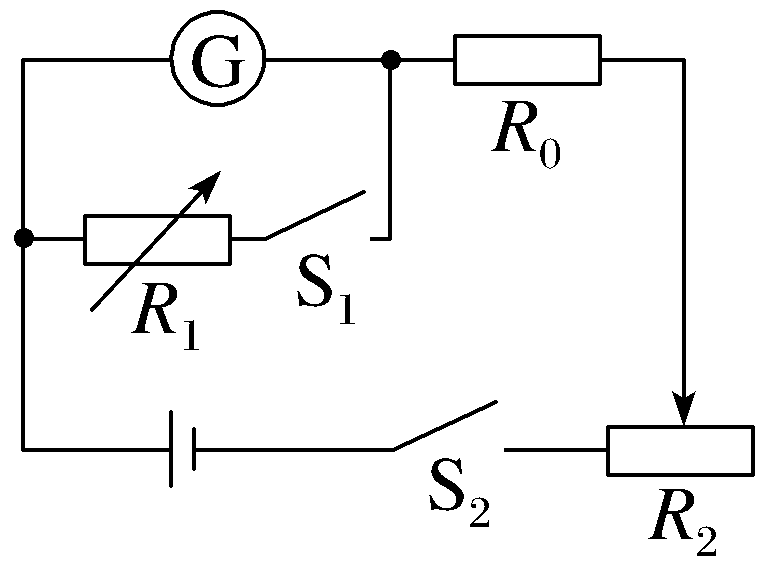 G
R₀
S₁
R₁
S₂
R₂